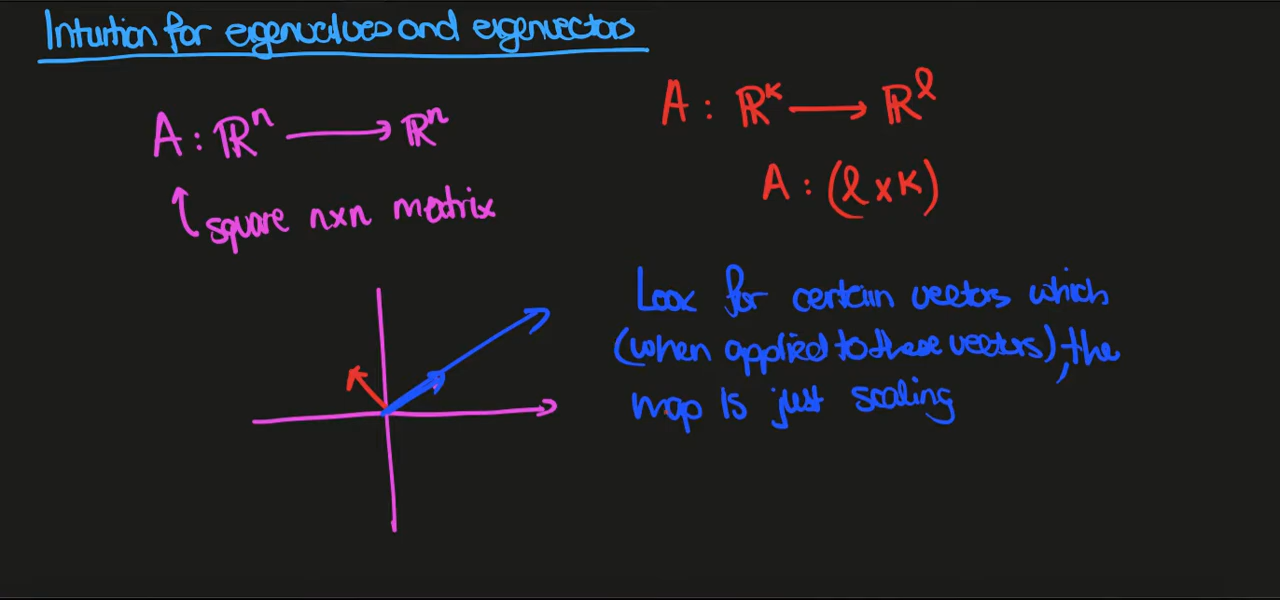 Intuition for eigenvalues and eigenvectors
A : ℝⁿ ⟶ ℝⁿ
square nxn matrix
A : ℝᵏ ⟶ ℝˡ
A : (l x k)
Look for certain vectors which
(when applied to these vectors), the
map is just scaling